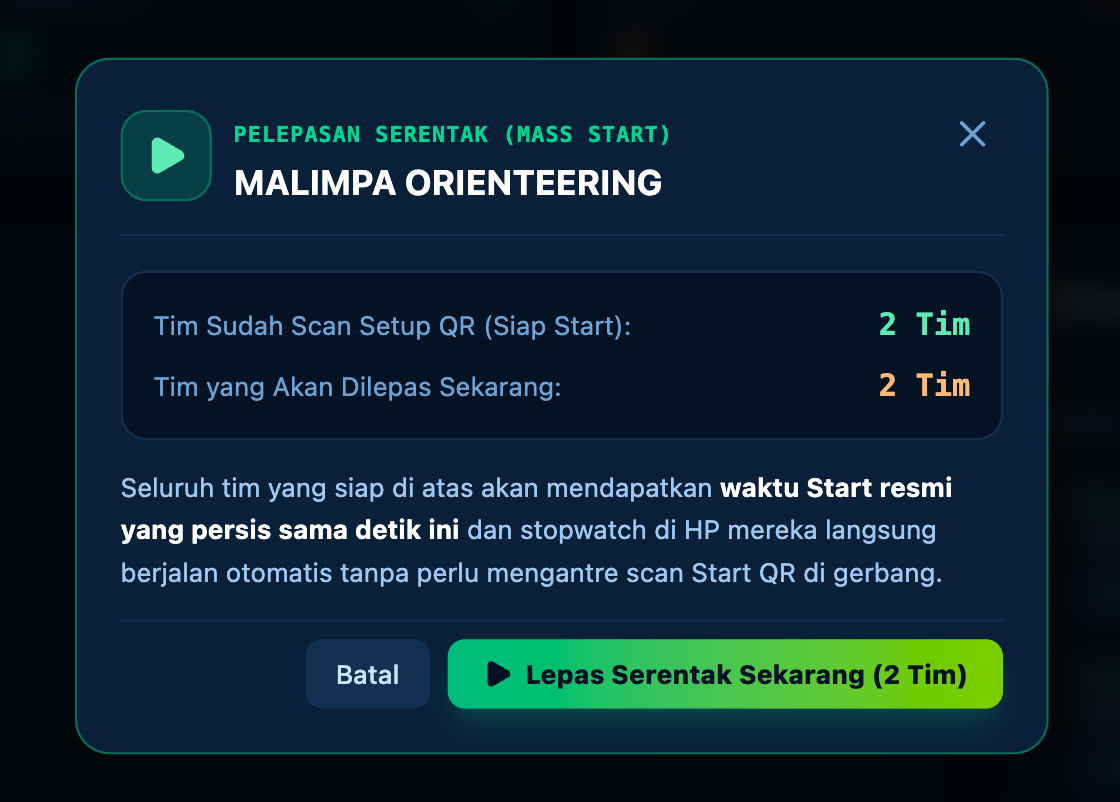 PELEPASAN SERENTAK (MASS START)
MALIMPA ORIENTEERING
Tim Sudah Scan Setup QR (Siap Start): 2 Tim
Tim yang Akan Dilepas Sekarang: 2 Tim
Seluruh tim yang siap di atas akan mendapatkan waktu Start resmi
yang persis sama detik ini dan stopwatch di HP mereka langsung
berjalan otomatis tanpa perlu mengantre scan Start QR di gerbang.
Batal
Lepas Serentak Sekarang (2 Tim)